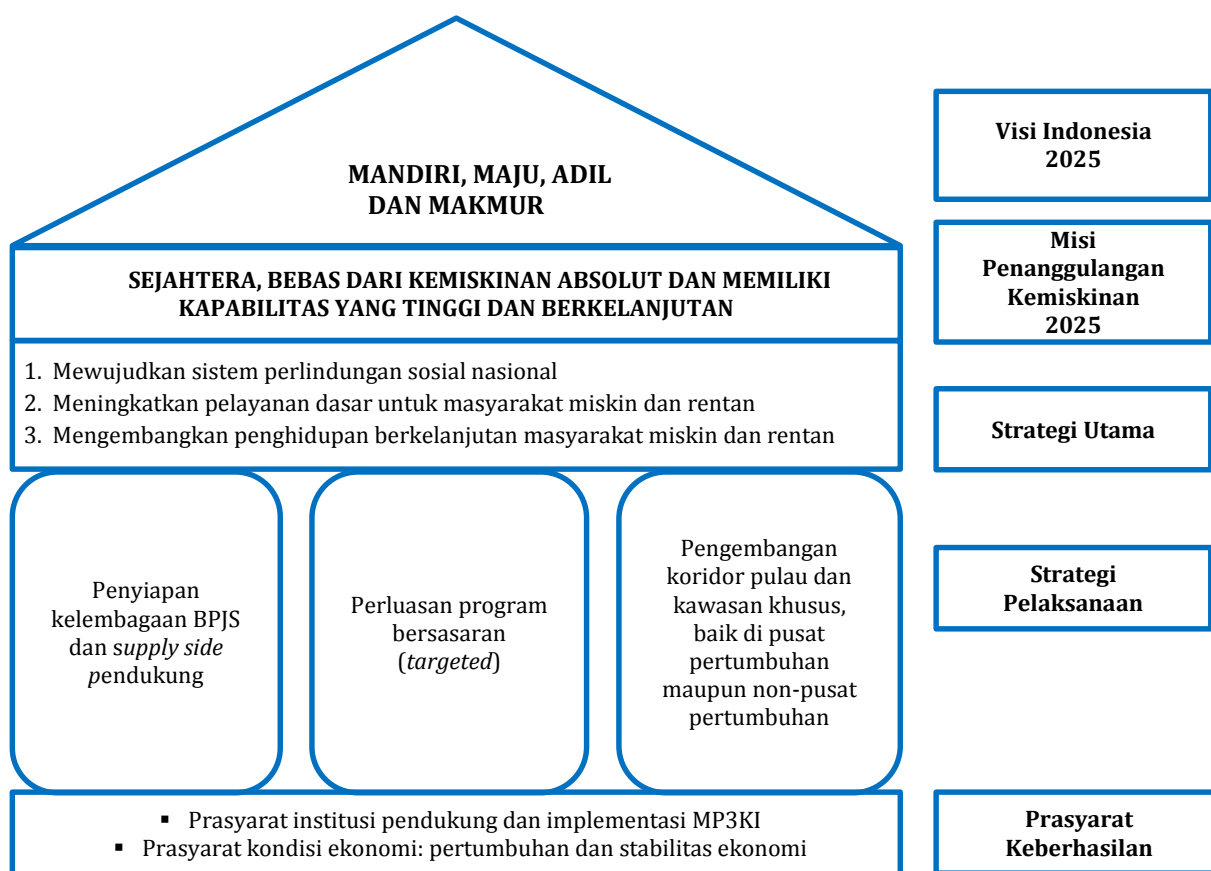 MANDIRI, MAJU, ADIL
DAN MAKMUR
Visi Indonesia
2025
SEJAHTERA, BEBAS DARI KEMISKINAN ABSOLUT DAN MEMILIKI
KAPABILITAS YANG TINGGI DAN BERKELANJUTAN
Misi
Penanggulangan
Kemiskinan
2025
1. Mewujudkan sistem perlindungan sosial nasional
2. Meningkatkan pelayanan dasar untuk masyarakat miskin dan rentan
3. Mengembangkan penghidupan berkelanjutan masyarakat miskin dan rentan
Strategi Utama
Penyiapan
kelembagaan BPJS
dan supply side
pendukung
Perluasan program
bersasaran
(targeted)
Pengembangan
koridor pulau dan
kawasan khusus,
baik di pusat
pertumbuhan
maupun non-pusat
pertumbuhan
Strategi
Pelaksanaan
▪ Prasyarat institusi pendukung dan implementasi MP3KI
▪ Prasyarat kondisi ekonomi: pertumbuhan dan stabilitas ekonomi
Prasyarat
Keberhasilan